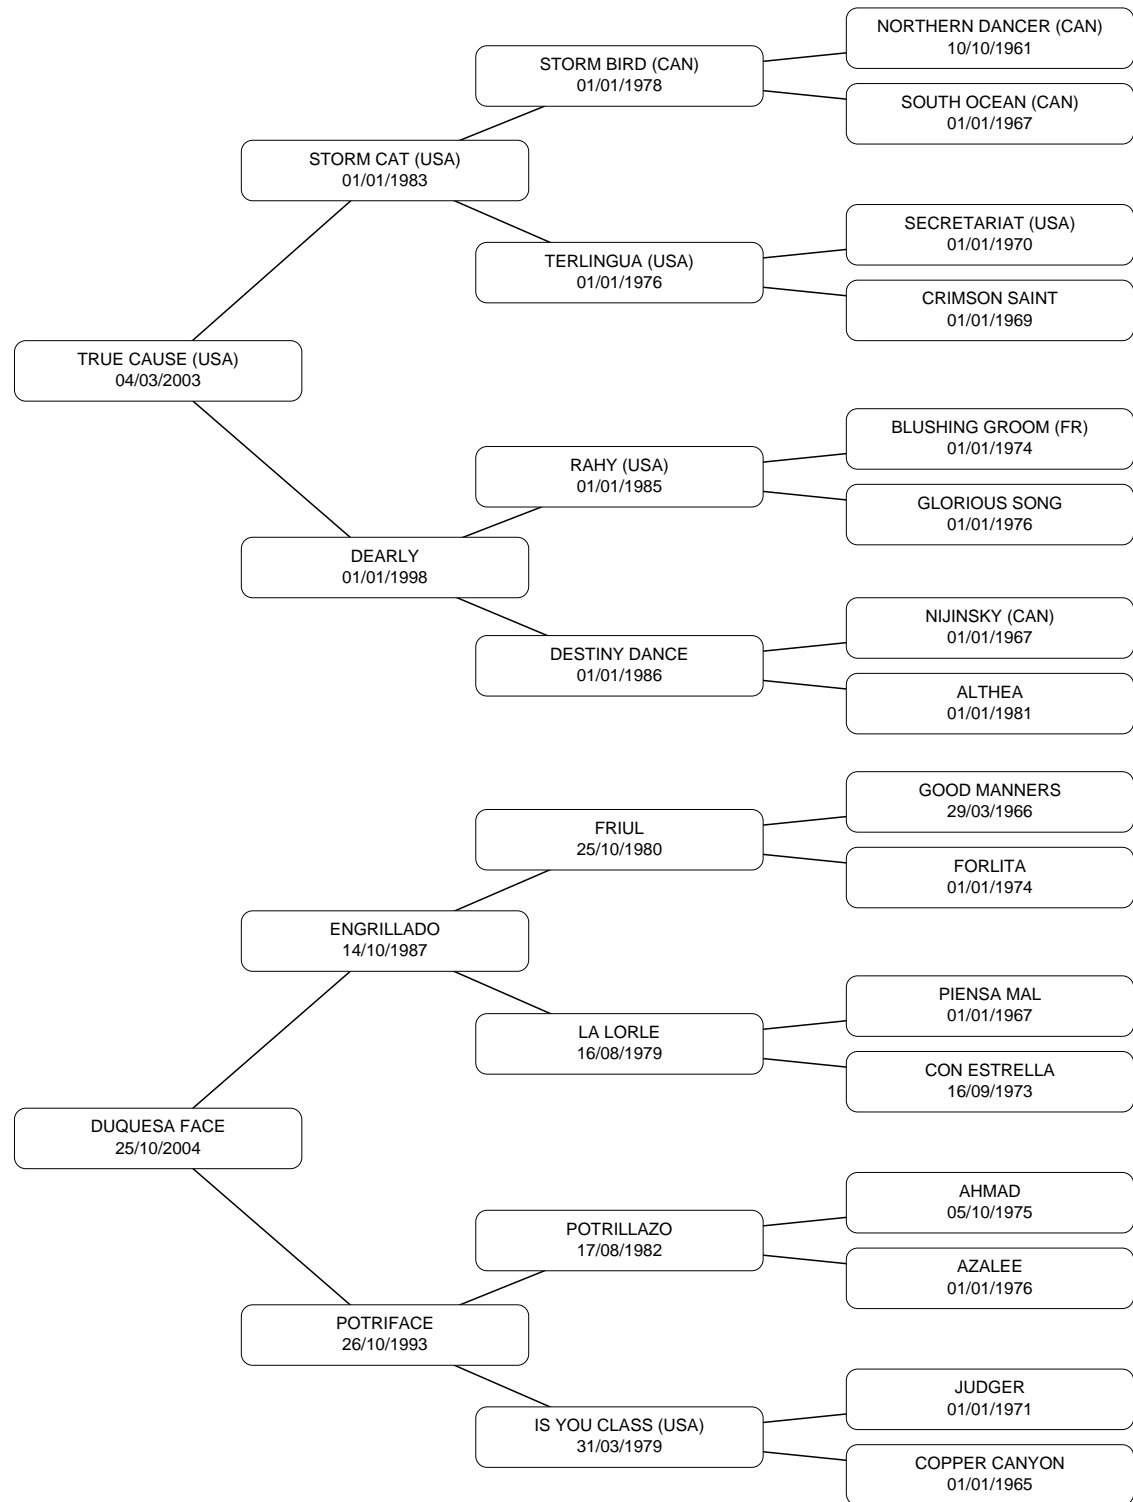 NORTHERN DANCER (CAN)
10/10/1961
STORM BIRD (CAN)
01/01/1978
SOUTH OCEAN (CAN)
01/01/1967
STORM CAT (USA)
01/01/1983
SECRETARIAT (USA)
01/01/1970
TERLINGUA (USA)
01/01/1976
CRIMSON SAINT
01/01/1969
TRUE CAUSE (USA)
04/03/2003
BLUSHING GROOM (FR)
01/01/1974
RAHY (USA)
01/01/1985
GLORIOUS SONG
01/01/1976
DEARLY
01/01/1998
NIJINSKY (CAN)
01/01/1967
DESTINY DANCE
01/01/1986
ALTHEA
01/01/1981
GOOD MANNERS
29/03/1966
FRIUL
25/10/1980
FORLITA
01/01/1974
ENGRILLADO
14/10/1987
PIENSA MAL
01/01/1967
LA LORLE
16/08/1979
CON ESTRELLA
16/09/1973
DUQUESA FACE
25/10/2004
AHMAD
05/10/1975
POTRILLAZO
17/08/1982
AZALEE
01/01/1976
POTRIFACE
26/10/1993
JUDGER
01/01/1971
IS YOU CLASS (USA)
31/03/1979
COPPER CANYON
01/01/1965